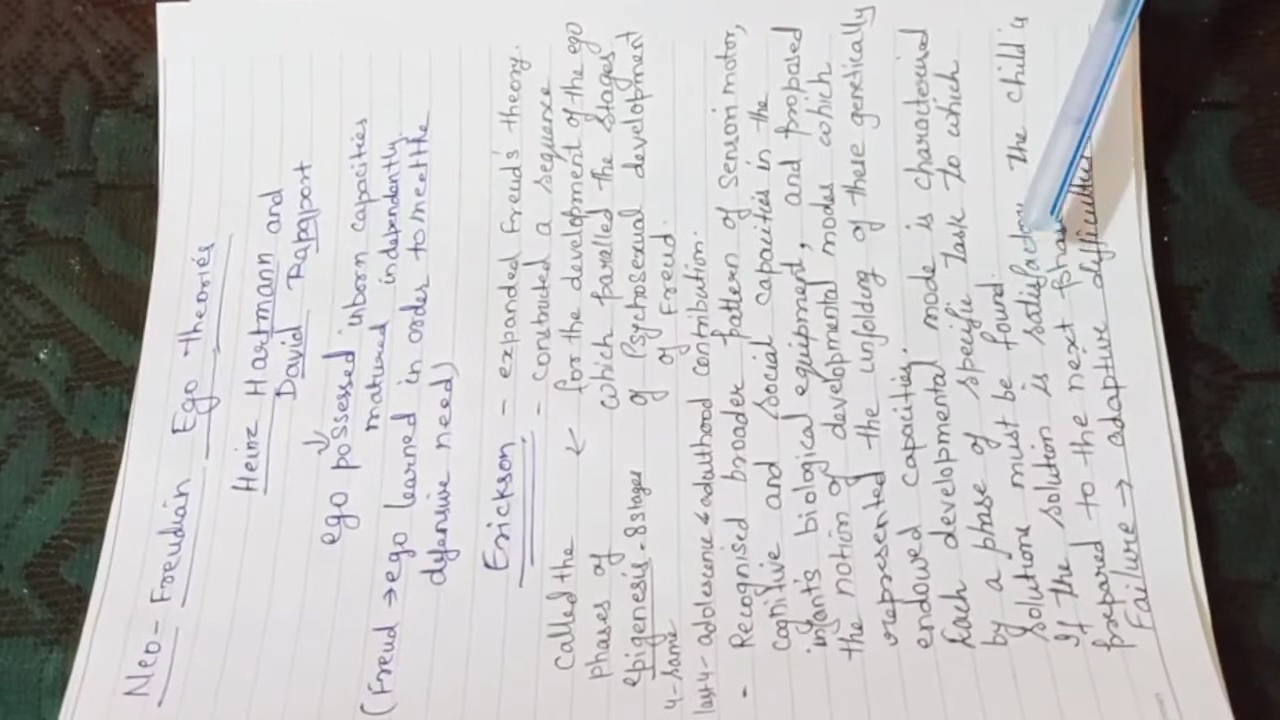 Neo-Freudian Ego theories
Heinz Hartmann and
David Rapaport
ego possessed inborn capacities
matured independently
(Freud → ego learned in order to meet the
defensive need)
Erickson - expanded Freud's theory.
- constructed a sequence
for the development of the ego
which paralled the stages
of Psychosexual development
of Freud.
Called the
phases of
epigenesis - 8 stages
4 - same
last 4 - adolescence & adulthood contribution.
- Recognised broader pattern of sensori motor,
cognitive and social capacities in the
infants biological equipment, and proposed
the notion of developmental modes which
represented the unfolding of these genetically
endowed capacities.
Each developmental mode is characterised
by a phase of specific task to which
solutions must be found.
If the solution is satisfactory the child is
prepared to the next
Failure → adaptive